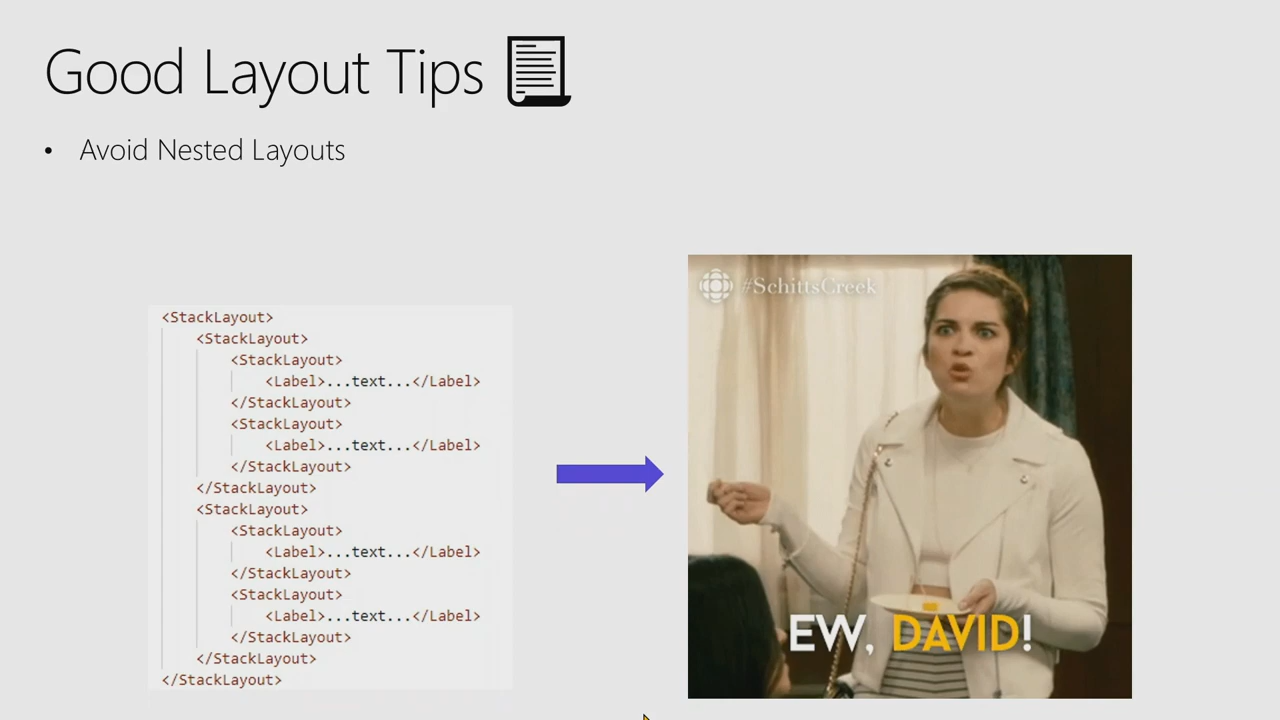 Good Layout Tips
• Avoid Nested Layouts
<StackLayout>
<StackLayout>
<StackLayout>
<Label>...text...</Label>
</StackLayout>
<StackLayout>
<Label>...text...</Label>
</StackLayout>
</StackLayout>
<StackLayout>
<StackLayout>
<Label>...text...</Label>
</StackLayout>
<StackLayout>
<Label>...text...</Label>
</StackLayout>
</StackLayout>
</StackLayout>
#SchittsCreek
EW, DAVID!